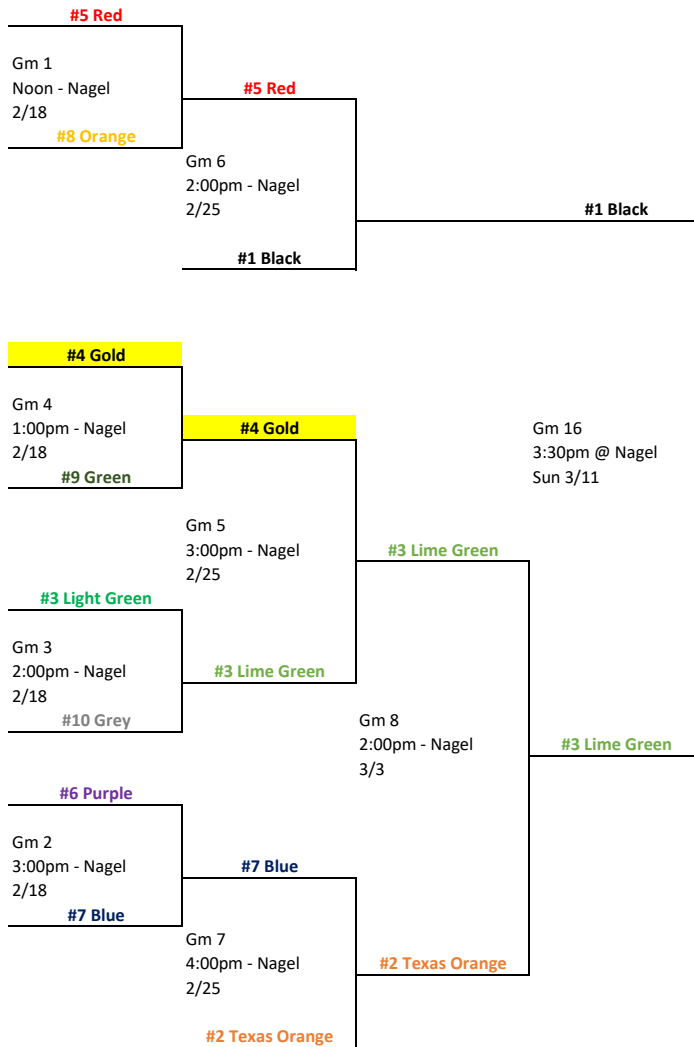 #5 Red
Gm 1
Noon - Nagel
#5 Red
2/18
#8 Orange
Gm 6
2:00pm - Nagel
2/25
#1 Black
#1 Black
#4 Gold
Gm 4
1:00pm - Nagel
#4 Gold
2/18
Gm 16
3:30pm @ Nagel
Sun 3/11
#9 Green
Gm 5
3:00pm - Nagel
2/25
#3 Lime Green
#3 Light Green
Gm 3
2:00pm - Nagel
2/18
#3 Lime Green
#10 Grey
Gm 8
2:00pm - Nagel
3/3
#3 Lime Green
#6 Purple
Gm 2
3:00pm - Nagel
2/18
#7 Blue
#7 Blue
Gm 7
4:00pm - Nagel
2/25
#2 Texas Orange
#2 Texas Orange